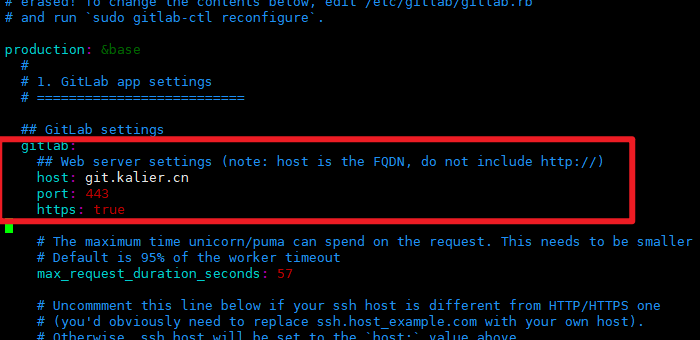 # erased! To change the contents below, edit /etc/gitlab/gitlab.rb
# and run `sudo gitlab-ctl reconfigure`.
production: &base
#
# 1. GitLab app settings
# ==========================
## GitLab settings
gitlab:
## Web server settings (note: host is the FQDN, do not include http://)
host: git.kalier.cn
port: 443
https: true
# The maximum time unicorn/puma can spend on the request. This needs to be smaller
# Default is 95% of the worker timeout
max_request_duration_seconds: 57
# Uncommment this line below if your ssh host is different from HTTP/HTTPS one
# (you'd obviously need to replace ssh.host_example.com with your own host).
# Otherwise, ssh host will be set to the `host:` value above